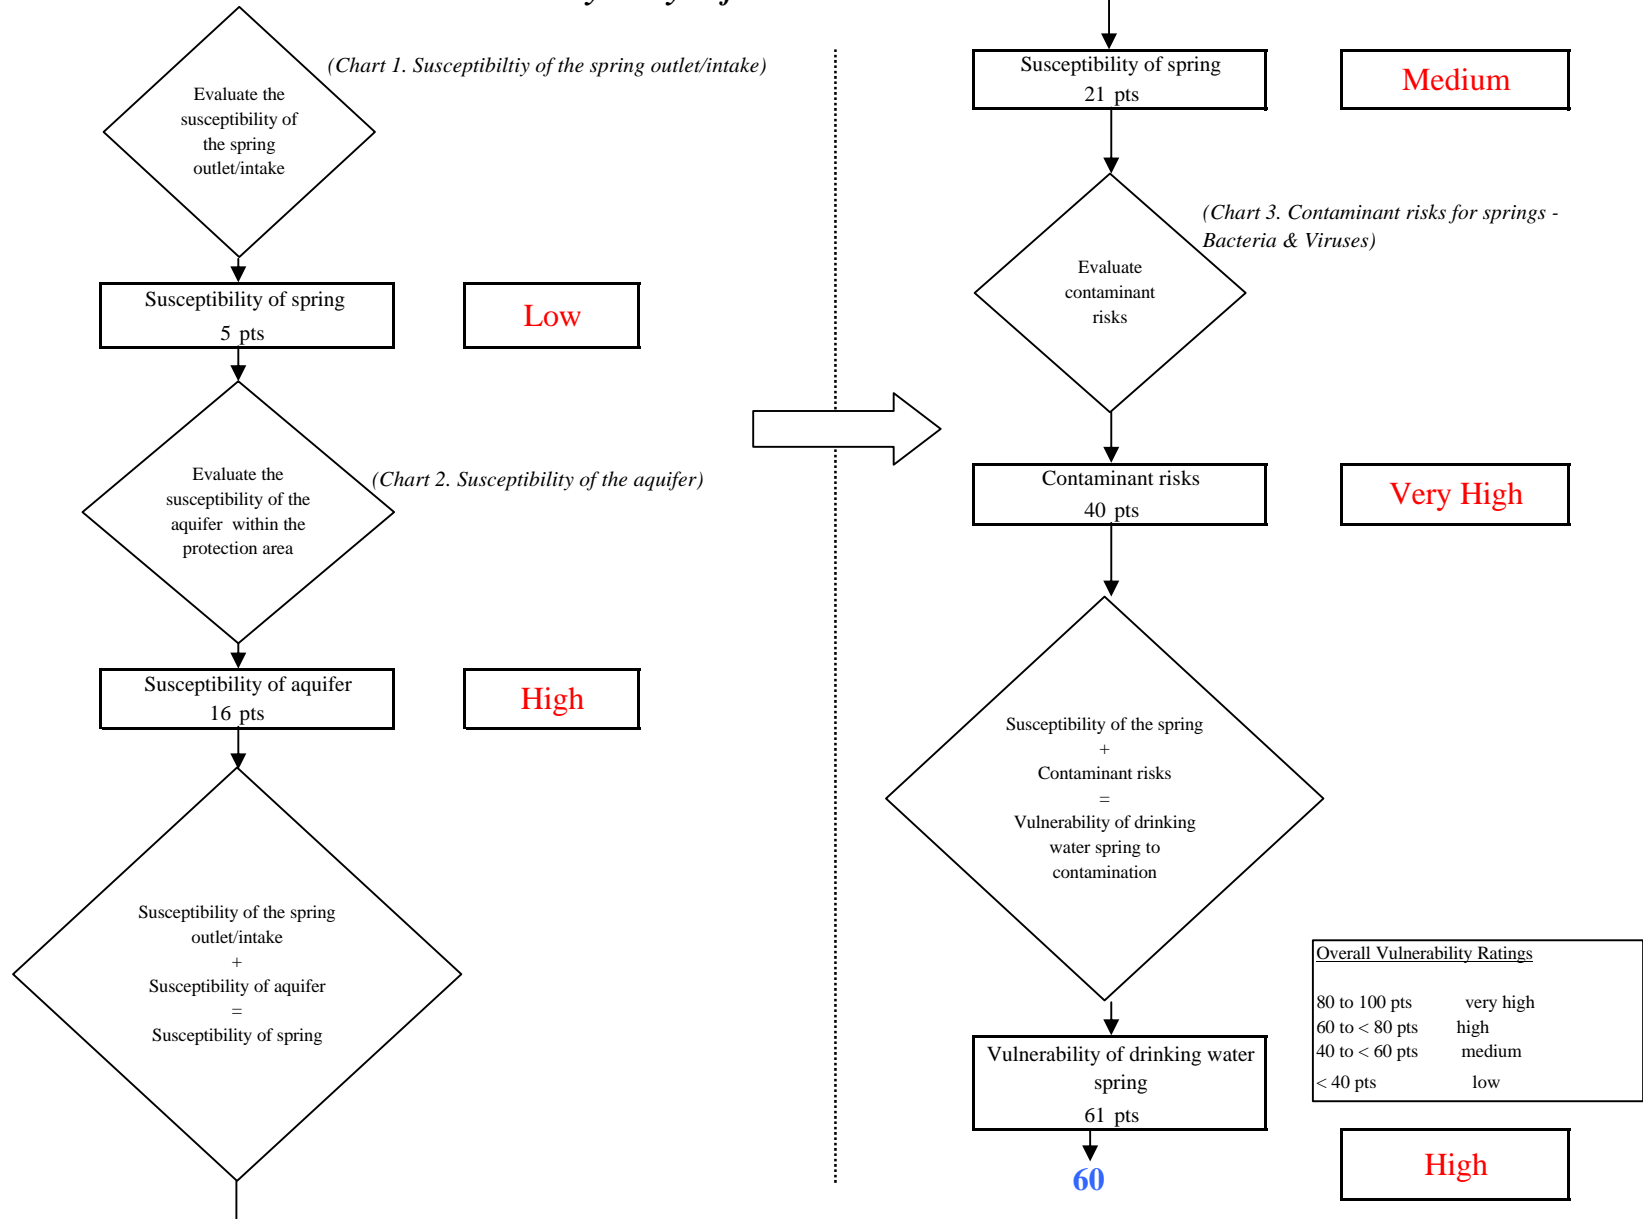 (Chart 1. Susceptibiltiy of the spring outlet/intake)
Evaluate the
susceptibility of
the spring
outlet/intake
Susceptibility of spring
5 pts
Low
Evaluate the
susceptibility of the
aquifer within the
protection area
(Chart 2. Susceptibility of the aquifer)
Susceptibility of aquifer
16 pts
High
Susceptibility of the spring
outlet/intake
+
Susceptibility of aquifer
=
Susceptibility of spring
Susceptibility of spring
21 pts
Medium
(Chart 3. Contaminant risks for springs -
Bacteria & Viruses)
Evaluate
contaminant
risks
Contaminant risks
40 pts
Very High
Susceptibility of the spring
+
Contaminant risks
=
Vulnerability of drinking
water spring to
contamination
Overall Vulnerability Ratings
80 to 100 pts very high
60 to < 80 pts high
40 to < 60 pts medium
< 40 pts low
Vulnerability of drinking water
spring
61 pts
60
High